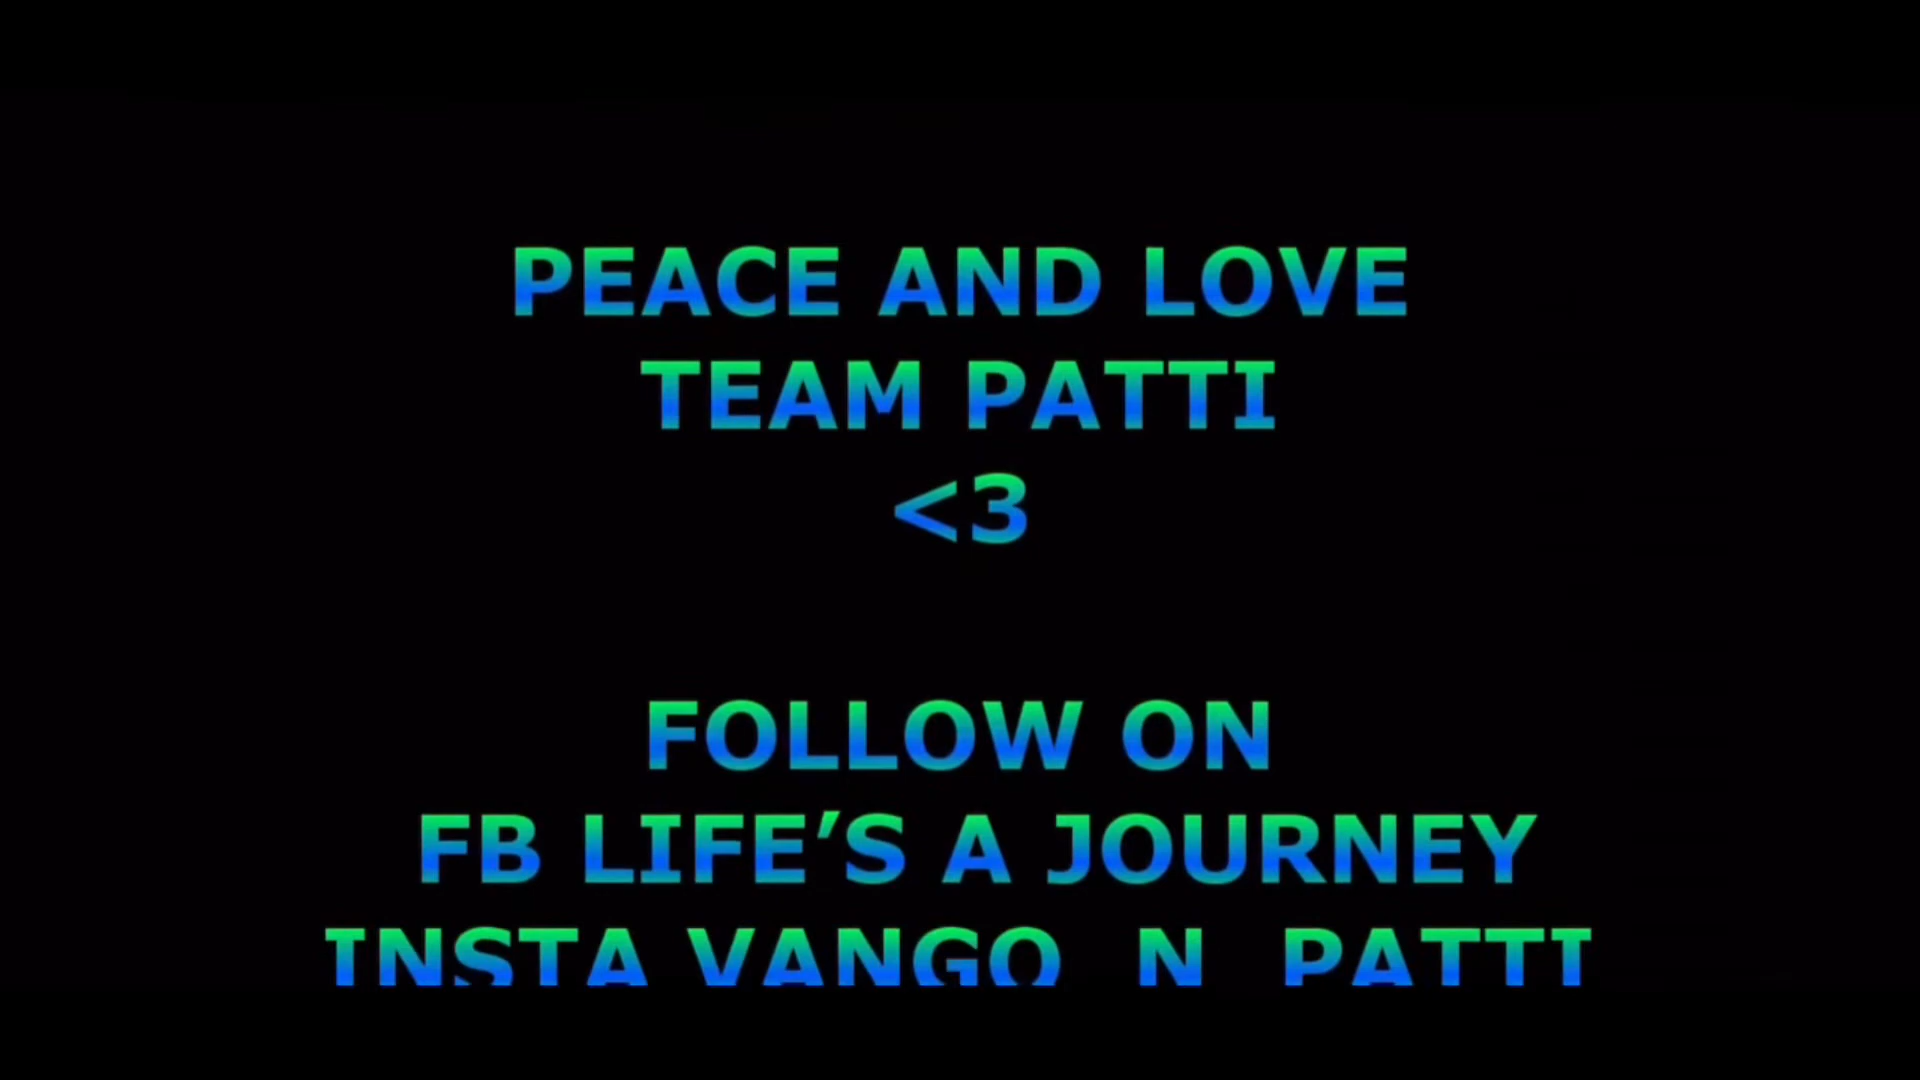 PEACE AND LOVE
TEAM PATTI
<3
FOLLOW ON
FB LIFE’S A JOURNEY
INSTA VANGO N PATTI